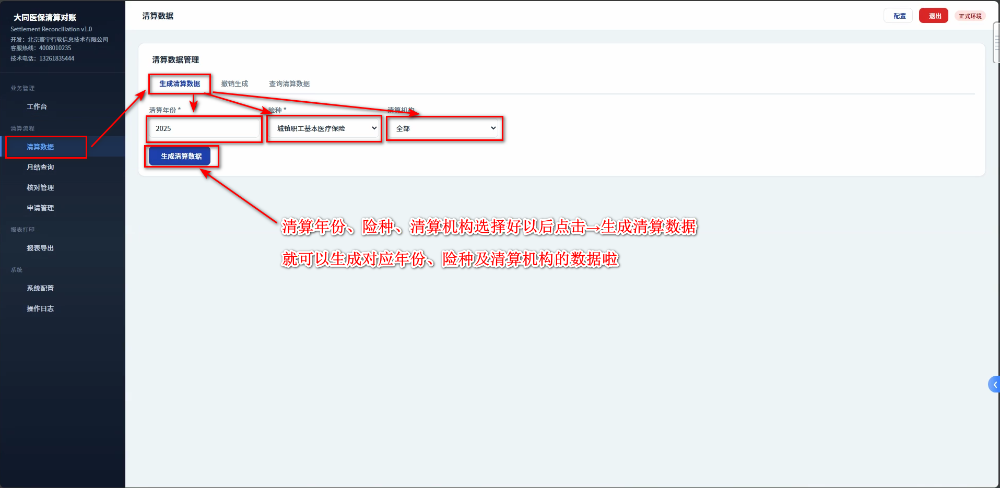 大同医保清算对账
Settlement Reconciliation v1.0
开发：北京寰宇行软信息技术有限公司
客服热线：4008010235
技术电话：13261835444
业务管理
工作台
清算流程
清算数据
月结查询
核对管理
申请管理
报表打印
报表导出
系统
系统配置
操作日志
清算数据
配置
退出
正式环境
清算数据管理
生成清算数据
撤销生成
查询清算数据
清算年份 *
险种 *
清算机构
2025
城镇职工基本医疗保险
全部
生成清算数据
清算年份、险种、清算机构选择好以后点击→生成清算数据
就可以生成对应年份、险种及清算机构的数据啦